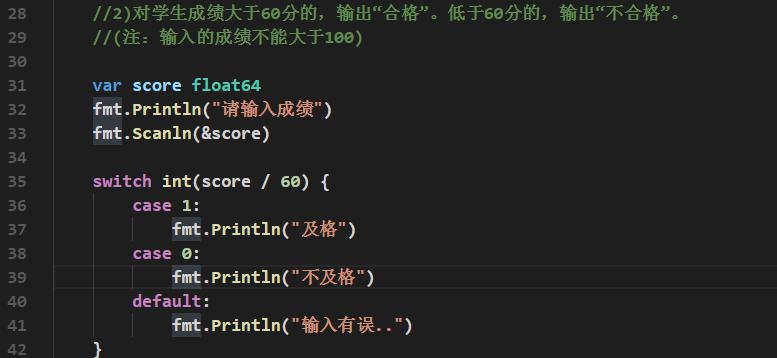 28 //2)对学生成绩大于60分的，输出“合格”。低于60分的，输出“不合格”。
29 //(注：输入的成绩不能大于100)
30
31 var score float64
32 fmt.Println("请输入成绩")
33 fmt.Scanln(&score)
34
35 switch int(score / 60) {
36 case 1:
37 fmt.Println("及格")
38 case 0:
39 fmt.Println("不及格")
40 default:
41 fmt.Println("输入有误..")
42 }